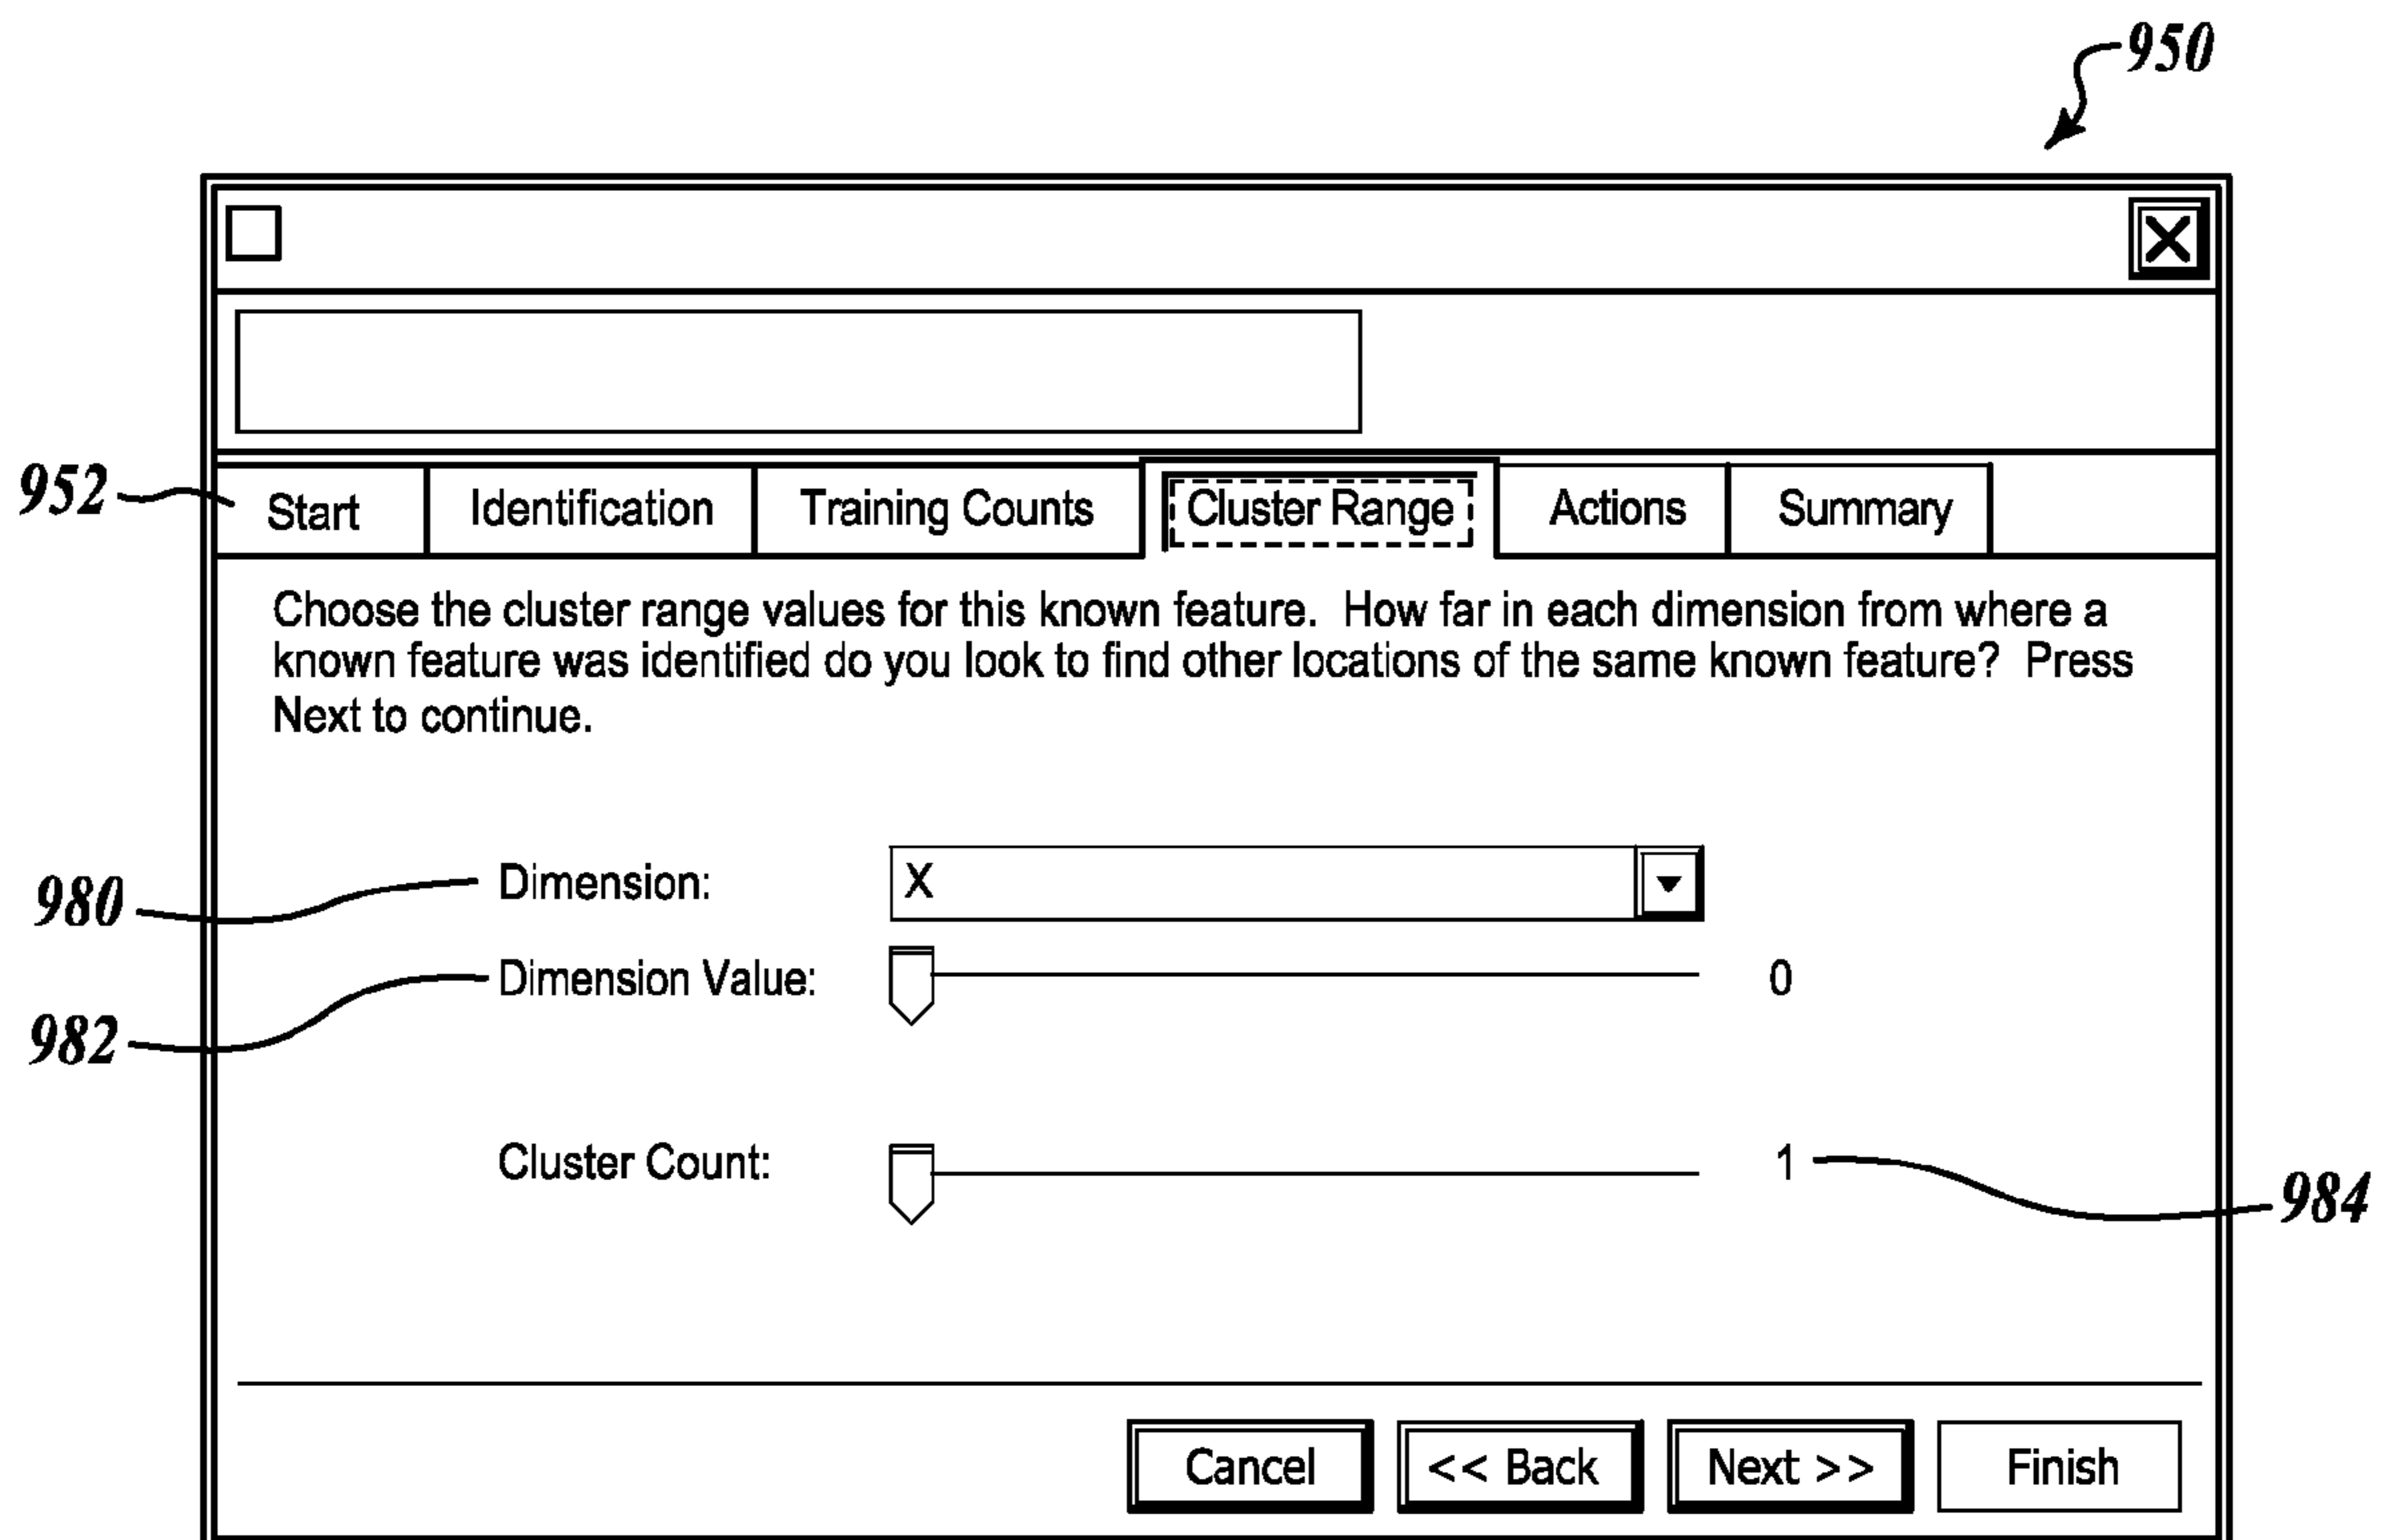 950
952
Start Identification Training Counts Cluster Range Actions Summary
Choose the cluster range values for this known feature. How far in each dimension from where a
known feature was identified do you look to find other locations of the same known feature? Press
Next to continue.
980
Dimension: X
982
Dimension Value: 0
Cluster Count: 1
984
Cancel << Back Next >> Finish